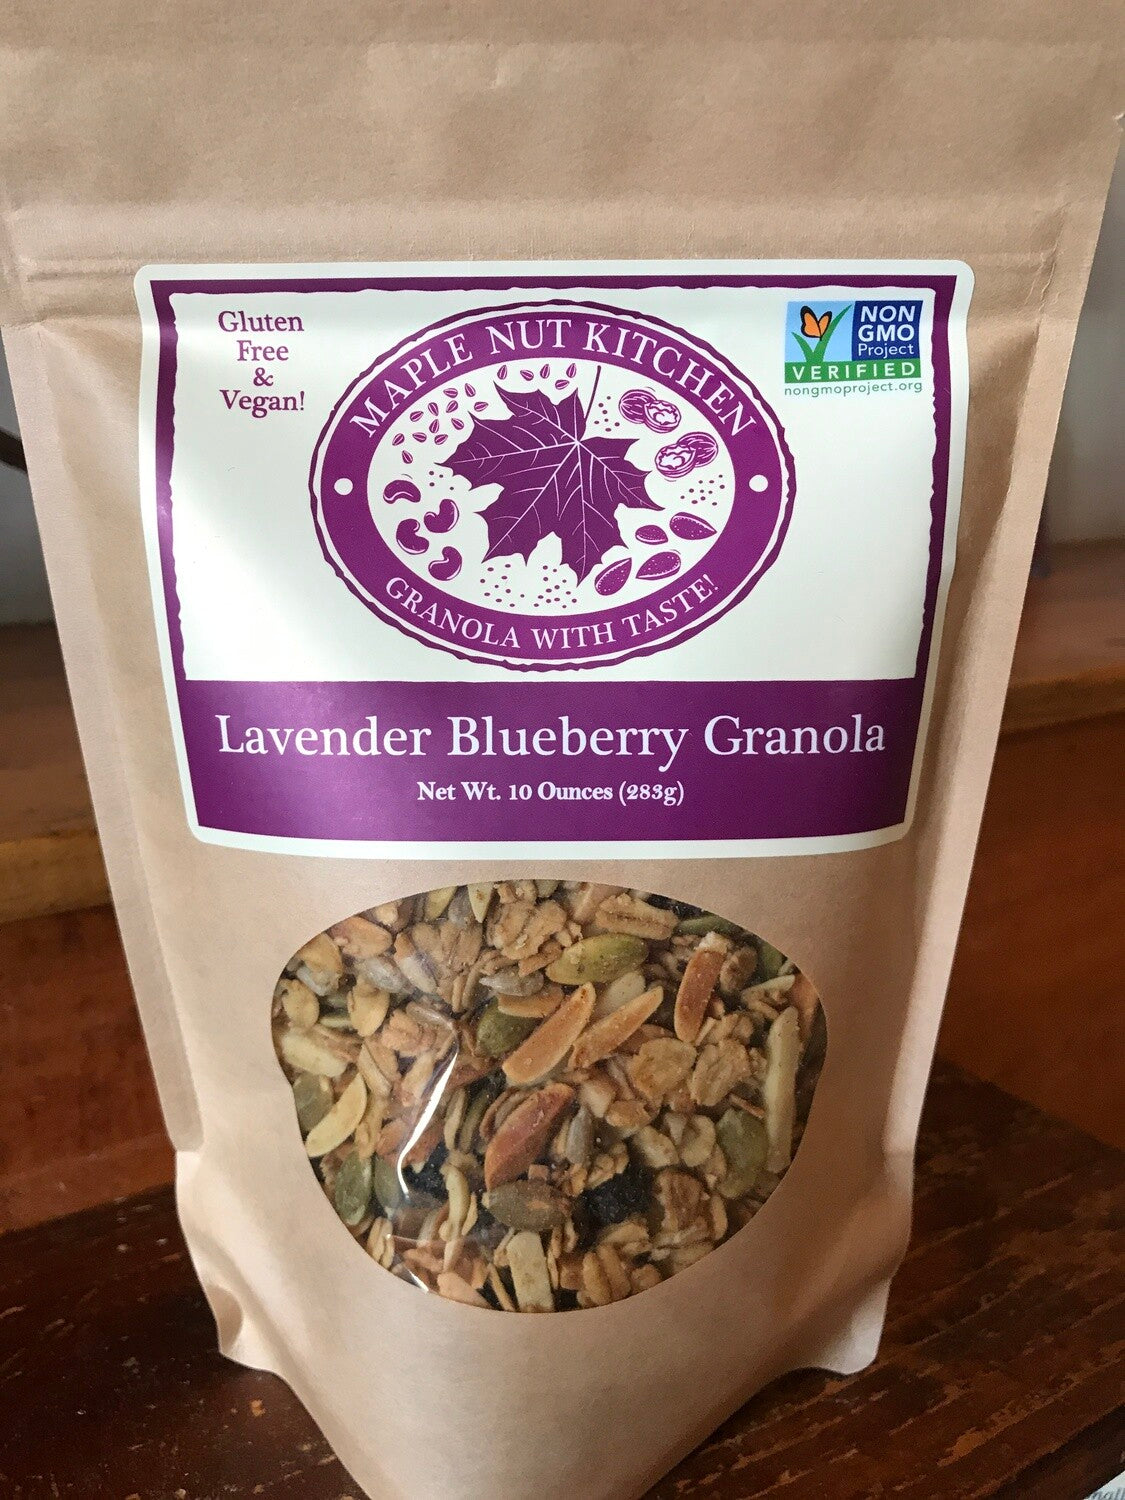 Gluten
Free
&
Vegan!
MAPLE NUT KITCHEN
GRANOLA WITH TASTE!
NON
GMO
Project
VERIFIED
nongmoproject.org
Lavender Blueberry Granola
Net Wt. 10 Ounces (283g)